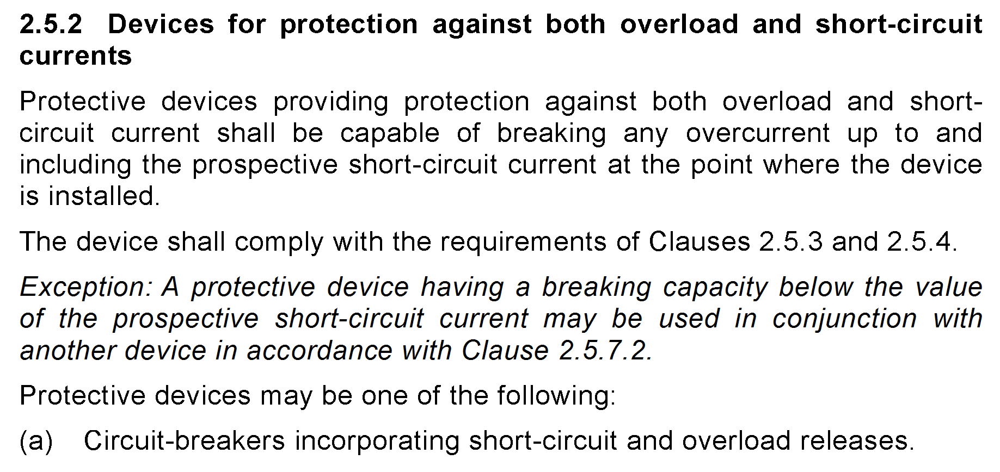 2.5.2 Devices for protection against both overload and short-circuit
currents
Protective devices providing protection against both overload and short-
circuit current shall be capable of breaking any overcurrent up to and
including the prospective short-circuit current at the point where the device
is installed.
The device shall comply with the requirements of Clauses 2.5.3 and 2.5.4.
Exception: A protective device having a breaking capacity below the value
of the prospective short-circuit current may be used in conjunction with
another device in accordance with Clause 2.5.7.2.
Protective devices may be one of the following:
(a) Circuit-breakers incorporating short-circuit and overload releases.